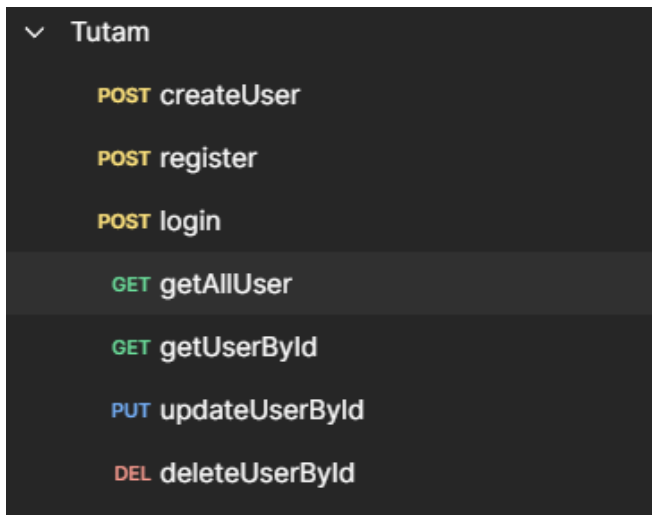 Tutam
POST createUser
POST register
POST login
GET getAllUser
GET getUserById
PUT updateUserById
DEL deleteUserById